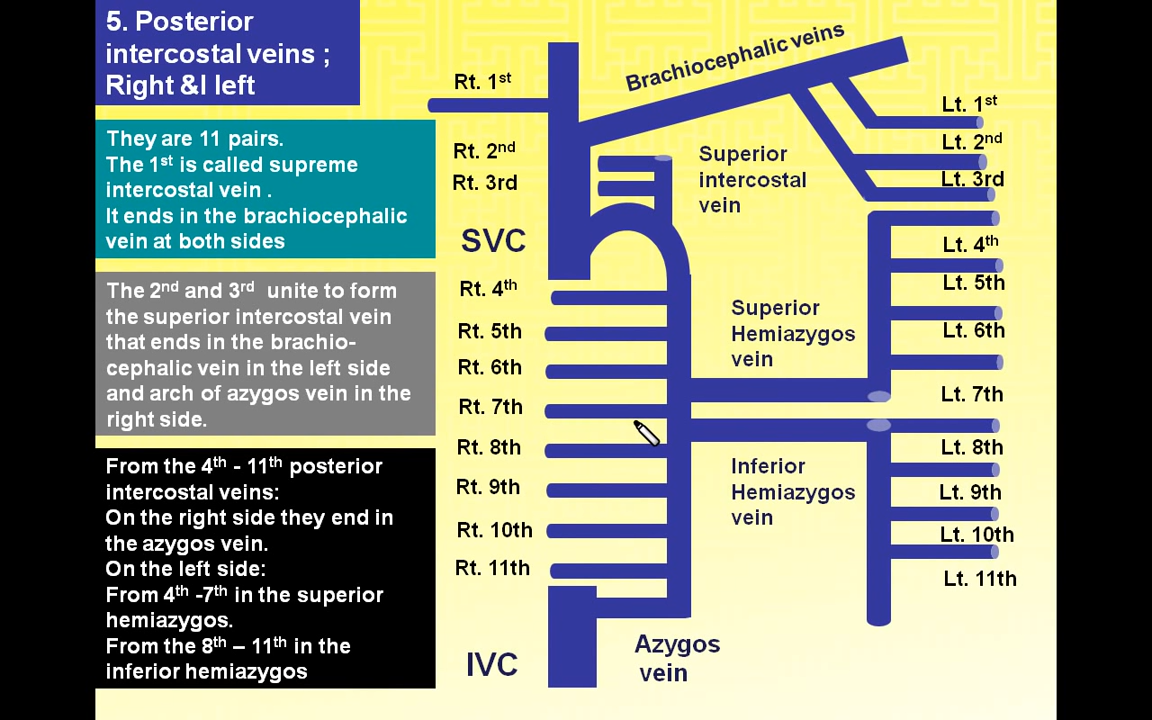 5. Posterior
intercostal veins ;
Right &l left
They are 11 pairs.
The 1st is called supreme
intercostal vein .
It ends in the brachiocephalic
vein at both sides
The 2nd and 3rd unite to form
the superior intercostal vein
that ends in the brachio-
cephalic vein in the left side
and arch of azygos vein in the
right side.
From the 4th - 11th posterior
intercostal veins:
On the right side they end in
the azygos vein.
On the left side:
From 4th -7th in the superior
hemiazygos.
From the 8th – 11th in the
inferior hemiazygos
Rt. 1st
Rt. 2nd
Rt. 3rd
SVC
Rt. 4th
Rt. 5th
Rt. 6th
Rt. 7th
Rt. 8th
Rt. 9th
Rt. 10th
Rt. 11th
IVC
Brachiocephalic veins
Superior
intercostal
vein
Superior
Hemiazygos
vein
Inferior
Hemiazygos
vein
Azygos
vein
Lt. 1st
Lt. 2nd
Lt. 3rd
Lt. 4th
Lt. 5th
Lt. 6th
Lt. 7th
Lt. 8th
Lt. 9th
Lt. 10th
Lt. 11th